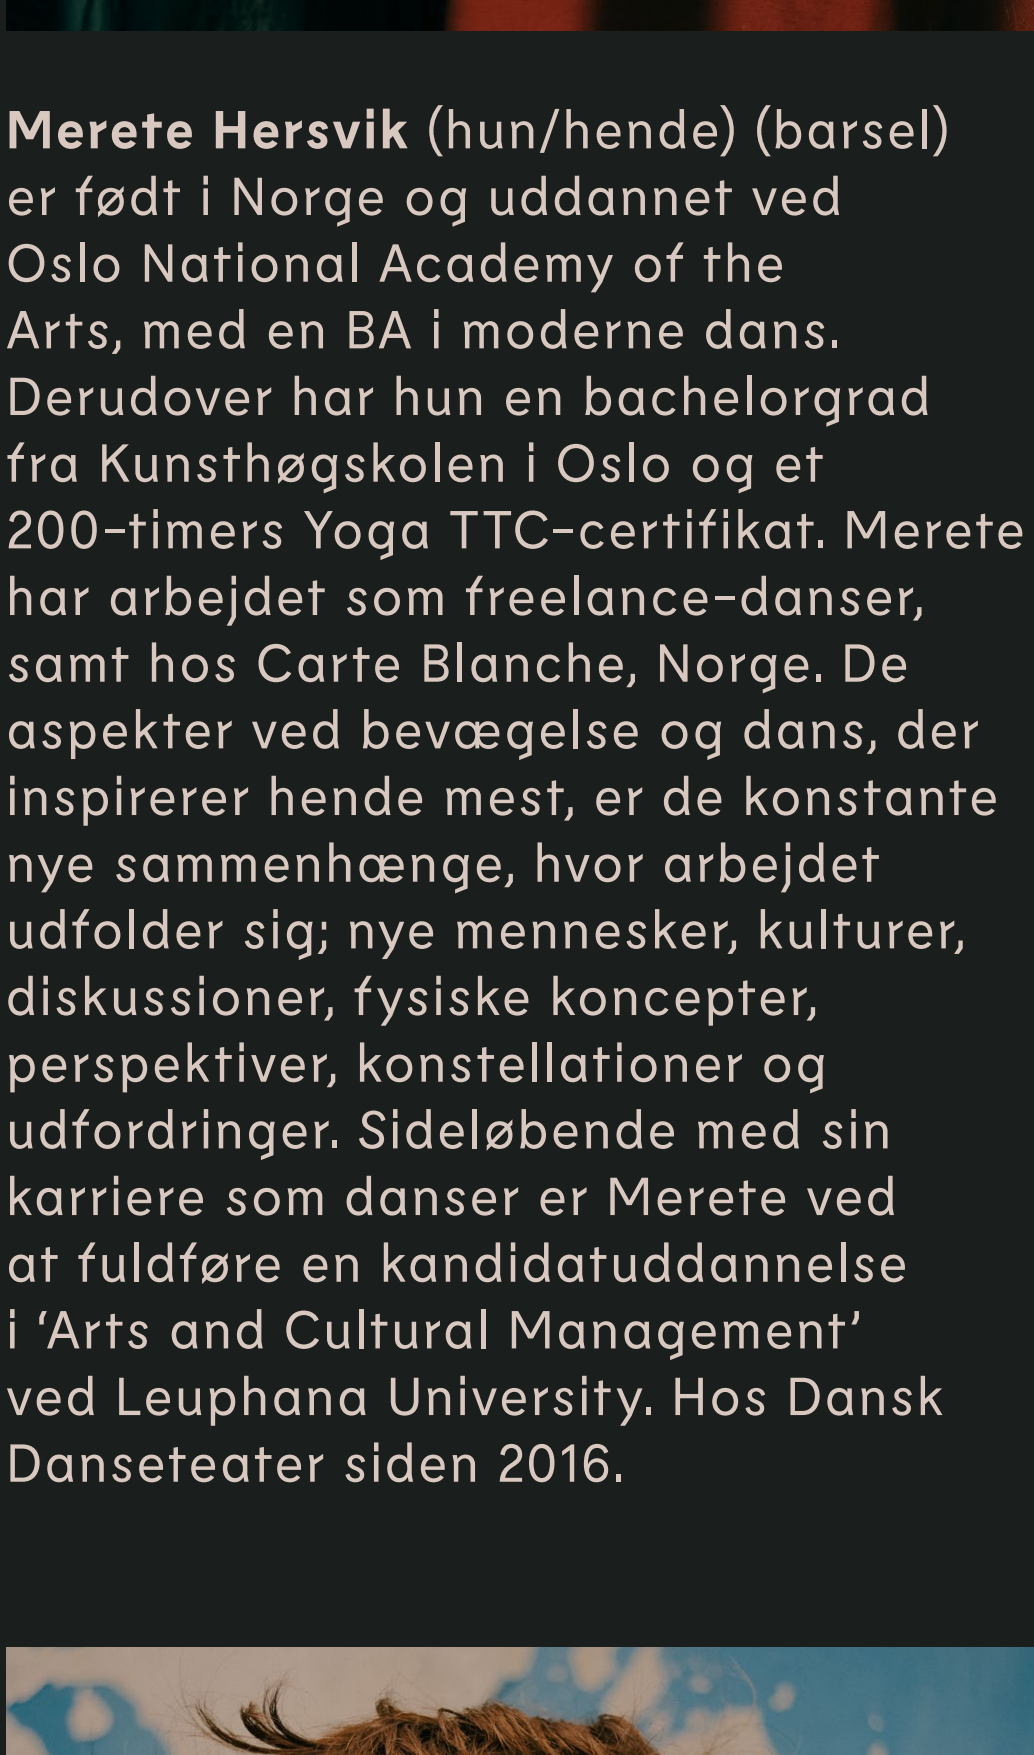 Merete Hersvik (hun/hende) (barsel)
er født i Norge og uddannet ved
Oslo National Academy of the
Arts, med en BA i moderne dans.
Derudover har hun en bachelorgrad
fra Kunsthøgskolen i Oslo og et
200-timers Yoga TTC-certifikat. Merete
har arbejdet som freelance-danser,
samt hos Carte Blanche, Norge. De
aspekter ved bevægelse og dans, der
inspirerer hende mest, er de konstante
nye sammenhænge, hvor arbejdet
udfolder sig; nye mennesker, kulturer,
diskussioner, fysiske koncepter,
perspektiver, konstellationer og
udfordringer. Sideløbende med sin
karriere som danser er Merete ved
at fuldføre en kandidatuddannelse
i ‘Arts and Cultural Management’
ved Leuphana University. Hos Dansk
Danseteater siden 2016.